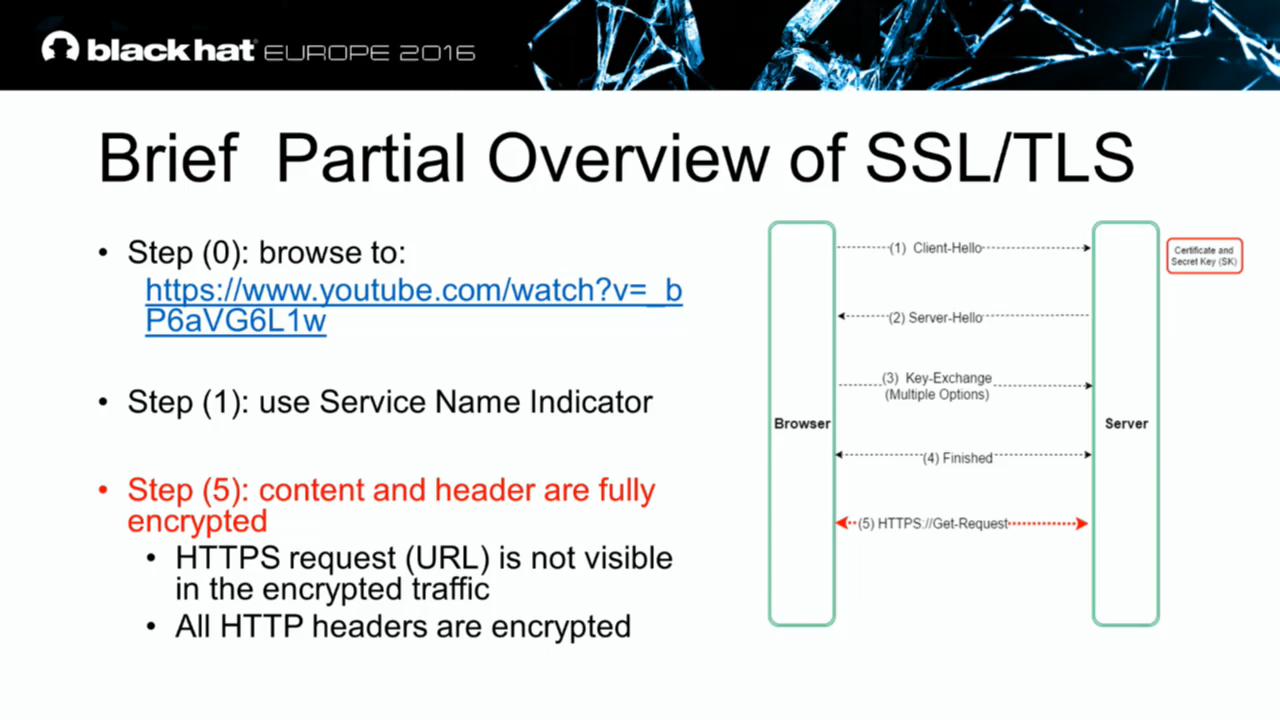 black hat EUROPE 2016
Brief Partial Overview of SSL/TLS
• Step (0): browse to:
https://www.youtube.com/watch?v=_b
P6aVG6L1w
• Step (1): use Service Name Indicator
• Step (5): content and header are fully
encrypted
• HTTPS request (URL) is not visible
in the encrypted traffic
• All HTTP headers are encrypted
(1) Client-Hello
Certificate and
Secret Key (SK)
(2) Server-Hello
(3) Key-Exchange
(Multiple Options)
Browser
Server
(4) Finished
(5) HTTPS://Get-Request